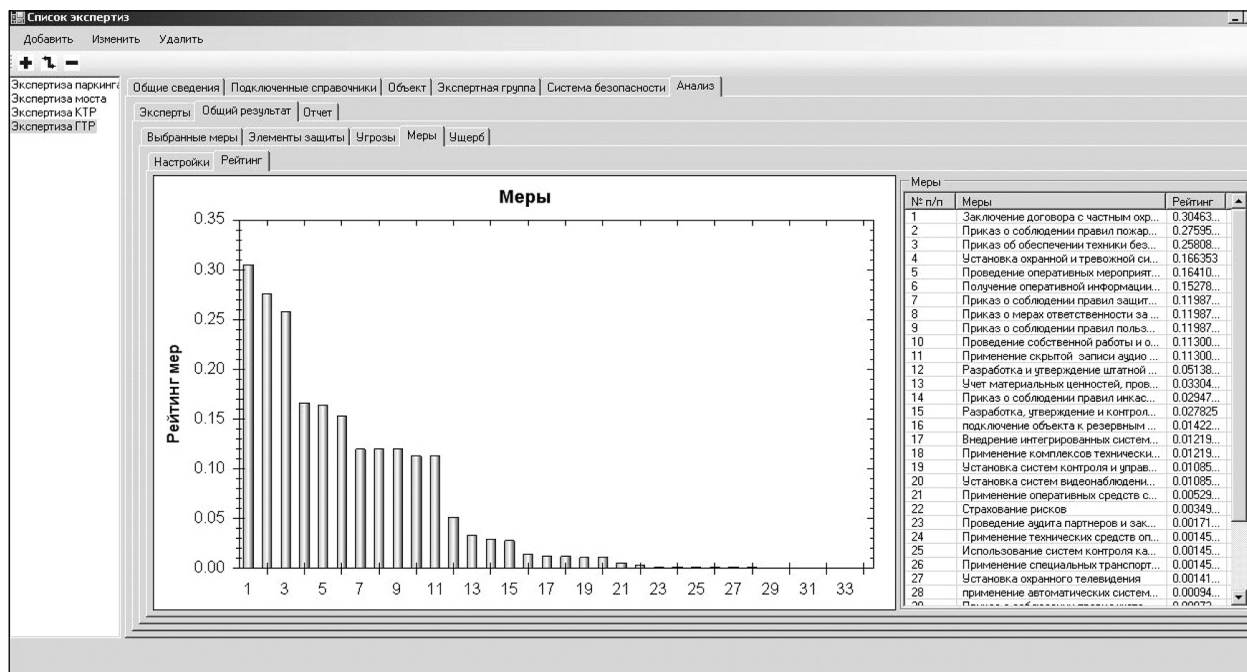 Список экспертиз
Добавить Изменить Удалить
Экспертиза паркинга
Экспертиза моста
Экспертиза КТР
Экспертиза ГТР
Общие сведения Подключенные справочники Объект Экспертная группа Система безопасности Анализ
Эксперты Общий результат Отчет
Выбранные меры Элементы защиты Угрозы Меры Ущерб
Настройки Рейтинг
Меры
Рейтинг мер
0.35
0.30
0.25
0.20
0.15
0.10
0.05
0.00
1 3 5 7 9 11 13 15 17 19 21 23 25 27 29 31 33
Меры
№ п/п Меры Рейтинг
1 Заключение договора с частным охр... 0.30463...
2 Приказ о соблюдении правил пожар... 0.27595...
3 Приказ об обеспечении техники без... 0.25808...
4 Установка охранной и тревожной си... 0.166353
5 Проведение оперативных мероприят... 0.16410...
6 Получение оперативной информации... 0.15278...
7 Приказ о соблюдении правил защит... 0.11987...
8 Приказ о мерах ответственности за ... 0.11987...
9 Приказ о соблюдении правил польз... 0.11987...
10 Проведение собственной работы и о... 0.11300...
11 Применение скрытой записи аудио ... 0.11300...
12 Разработка и утверждение штатной ... 0.05138...
13 Учет материальных ценностей, пров... 0.03304...
14 Приказ о соблюдении правил инкас... 0.02947...
15 Разработка, утверждение и контрол... 0.027825
16 подключение объекта к резервным ... 0.01422...
17 Внедрение интегрированных систем... 0.01219...
18 Применение комплексов технически... 0.01219...
19 Установка систем контроля и управ... 0.01085...
20 Установка систем видеонаблюдени... 0.01085...
21 Применение оперативных средств с... 0.00529...
22 Страхование рисков 0.00349...
23 Проведение аудита партнеров и зак... 0.00171...
24 Применение технических средств оп... 0.00145...
25 Использование систем контроля ка... 0.00145...
26 Применение специальных транспорт... 0.00145...
27 Установка охранного телевидения 0.00141...
28 применение автоматических систем... 0.00094...